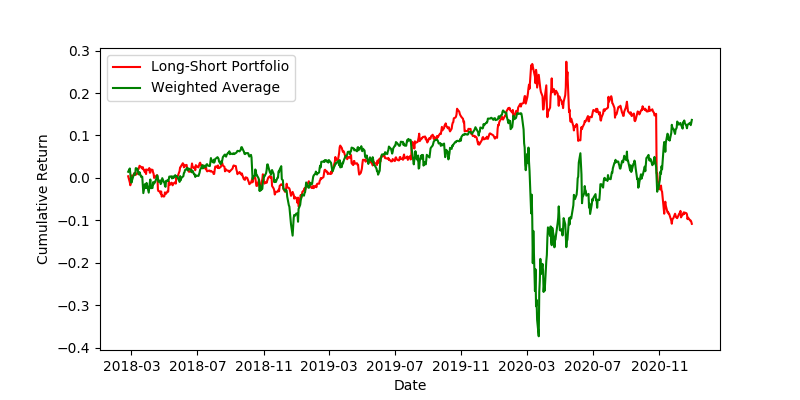 Long-Short Portfolio
Weighted Average
Cumulative Return
0.3
0.2
0.1
0.0
−0.1
−0.2
−0.3
−0.4
2018-03 2018-07 2018-11 2019-03 2019-07 2019-11 2020-03 2020-07 2020-11
Date